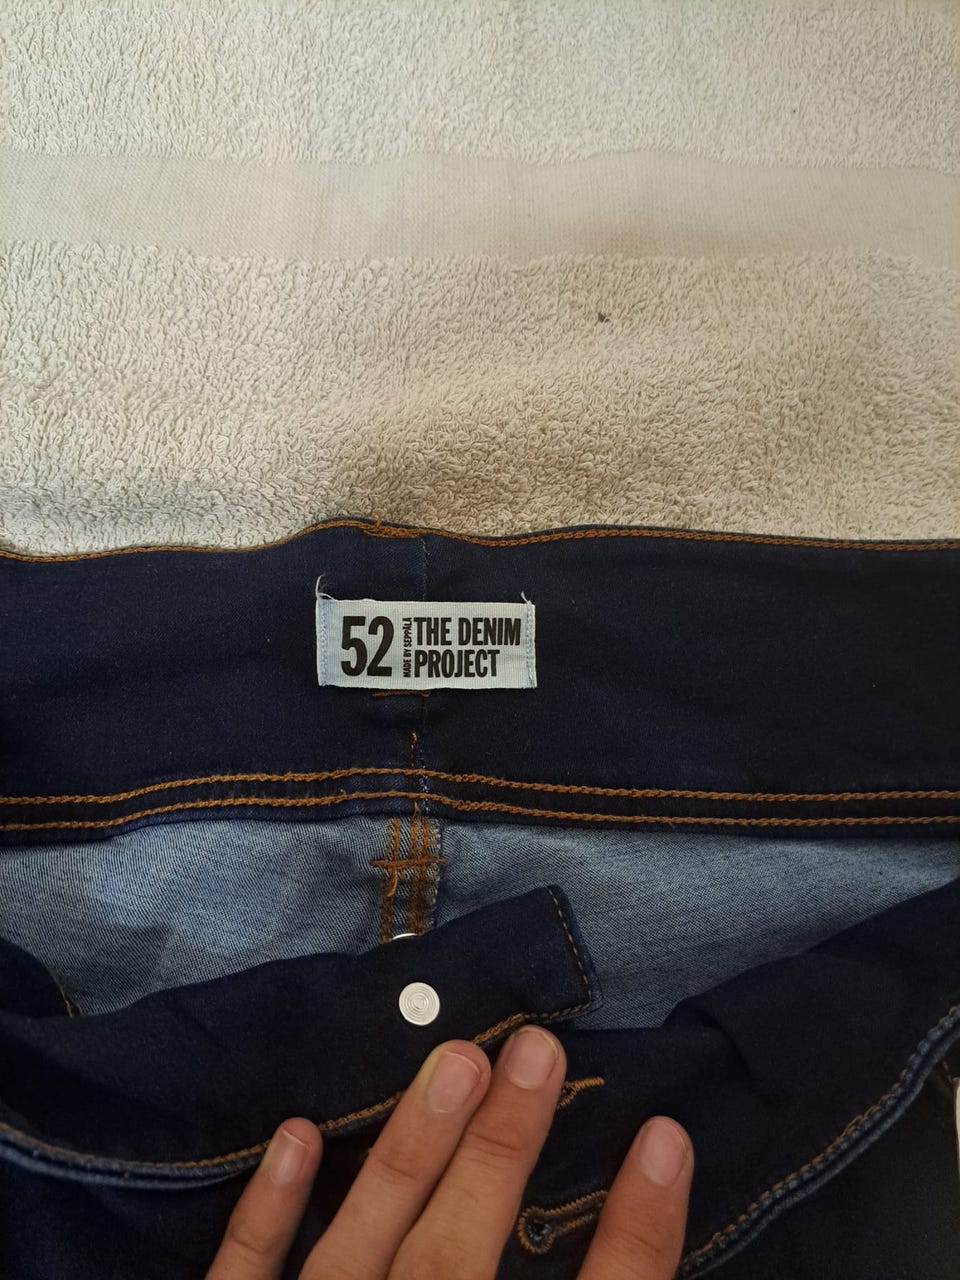 52
MADE BY SEPPÄLÄ
THE DENIM
PROJECT